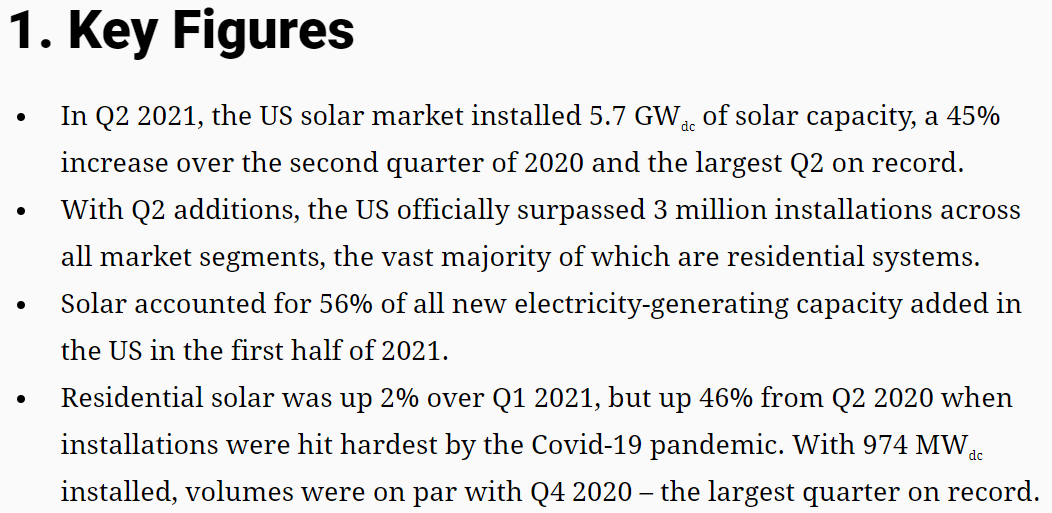 1. Key Figures
• In Q2 2021, the US solar market installed 5.7 GWdc of solar capacity, a 45%
increase over the second quarter of 2020 and the largest Q2 on record.
• With Q2 additions, the US officially surpassed 3 million installations across
all market segments, the vast majority of which are residential systems.
• Solar accounted for 56% of all new electricity-generating capacity added in
the US in the first half of 2021.
• Residential solar was up 2% over Q1 2021, but up 46% from Q2 2020 when
installations were hit hardest by the Covid-19 pandemic. With 974 MWdc
installed, volumes were on par with Q4 2020 – the largest quarter on record.